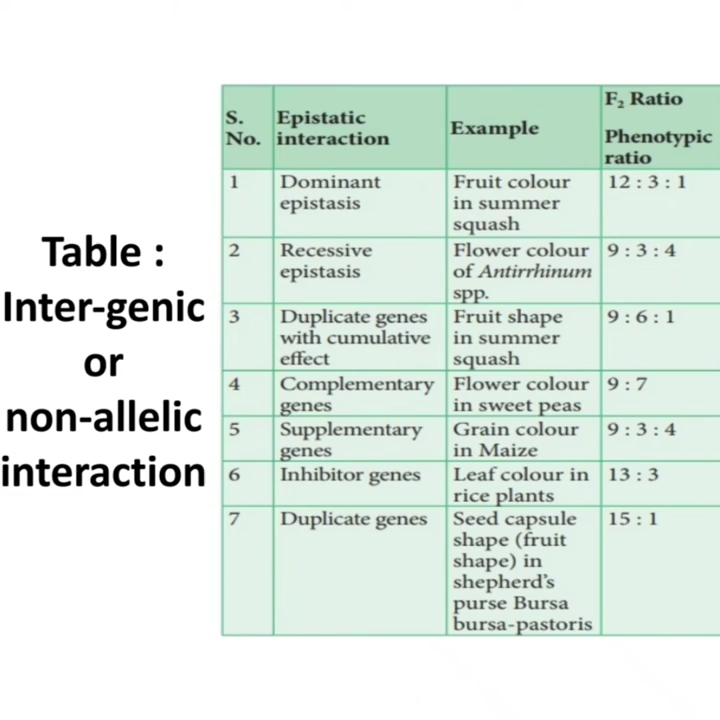 Table :
Inter-genic
or
non-allelic
interaction
S.
No.
Epistatic
interaction
Example
F₂ Ratio
Phenotypic
ratio
1
Dominant
epistasis
Fruit colour
in summer
squash
12 : 3 : 1
2
Recessive
epistasis
Flower colour
of Antirrhinum
spp.
9 : 3 : 4
3
Duplicate genes
with cumulative
effect
Fruit shape
in summer
squash
9 : 6 : 1
4
Complementary
genes
Flower colour
in sweet peas
9 : 7
5
Supplementary
genes
Grain colour
in Maize
9 : 3 : 4
6
Inhibitor genes
Leaf colour in
rice plants
13 : 3
7
Duplicate genes
Seed capsule
shape (fruit
shape) in
shepherd's
purse Bursa
bursa-pastoris
15 : 1